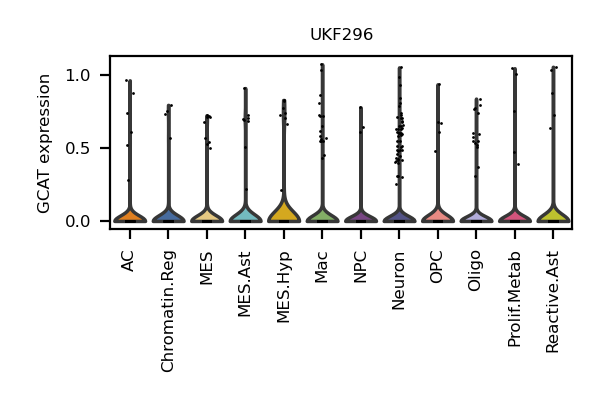 UKF296
GCAT expression
1.0
0.5
0.0
AC
Chromatin.Reg
MES
MES.Ast
MES.Hyp
Mac
NPC
Neuron
OPC
Oligo
Prolif.Metab
Reactive.Ast